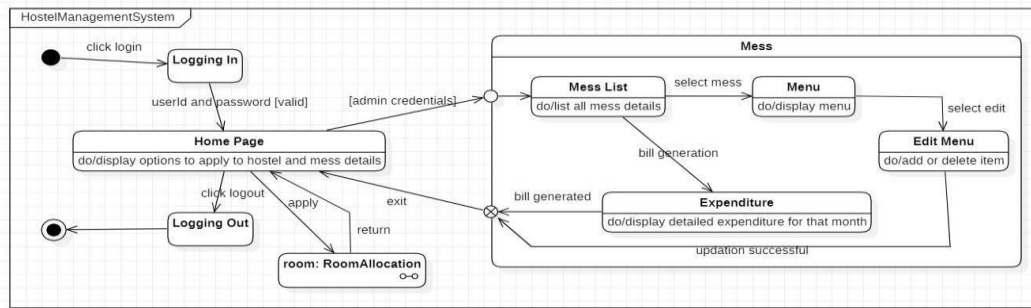 HostelManagementSystem
click login
Logging In
userId and password [valid]
[admin credentials]
Home Page
do/display options to apply to hostel and mess details
click logout
apply
return
exit
Logging Out
room: RoomAllocation
Mess
Mess List
do/list all mess details
select mess
Menu
do/display menu
select edit
Edit Menu
do/add or delete item
bill generation
bill generated
Expenditure
do/display detailed expenditure for that month
updation successful